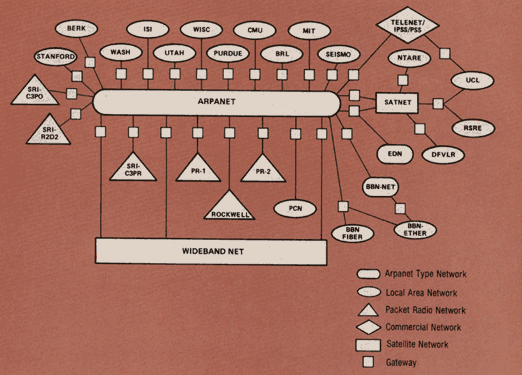 BERK
ISI
WISC
CMU
MIT
TELENET/
IPSS/PSS
STANFORD
WASH
UTAH
PURDUE
BRL
SEISMO
NTARE
UCL
SRI-
C3PO
ARPANET
SATNET
SRI-
R2D2
RSRE
EDN
DFVLR
SRI-
C3PR
PR-1
PR-2
BBN-NET
ROCKWELL
PCN
BBN
FIBER
BBN-
ETHER
WIDEBAND NET
Arpanet Type Network
Local Area Network
Packet Radio Network
Commercial Network
Satellite Network
Gateway